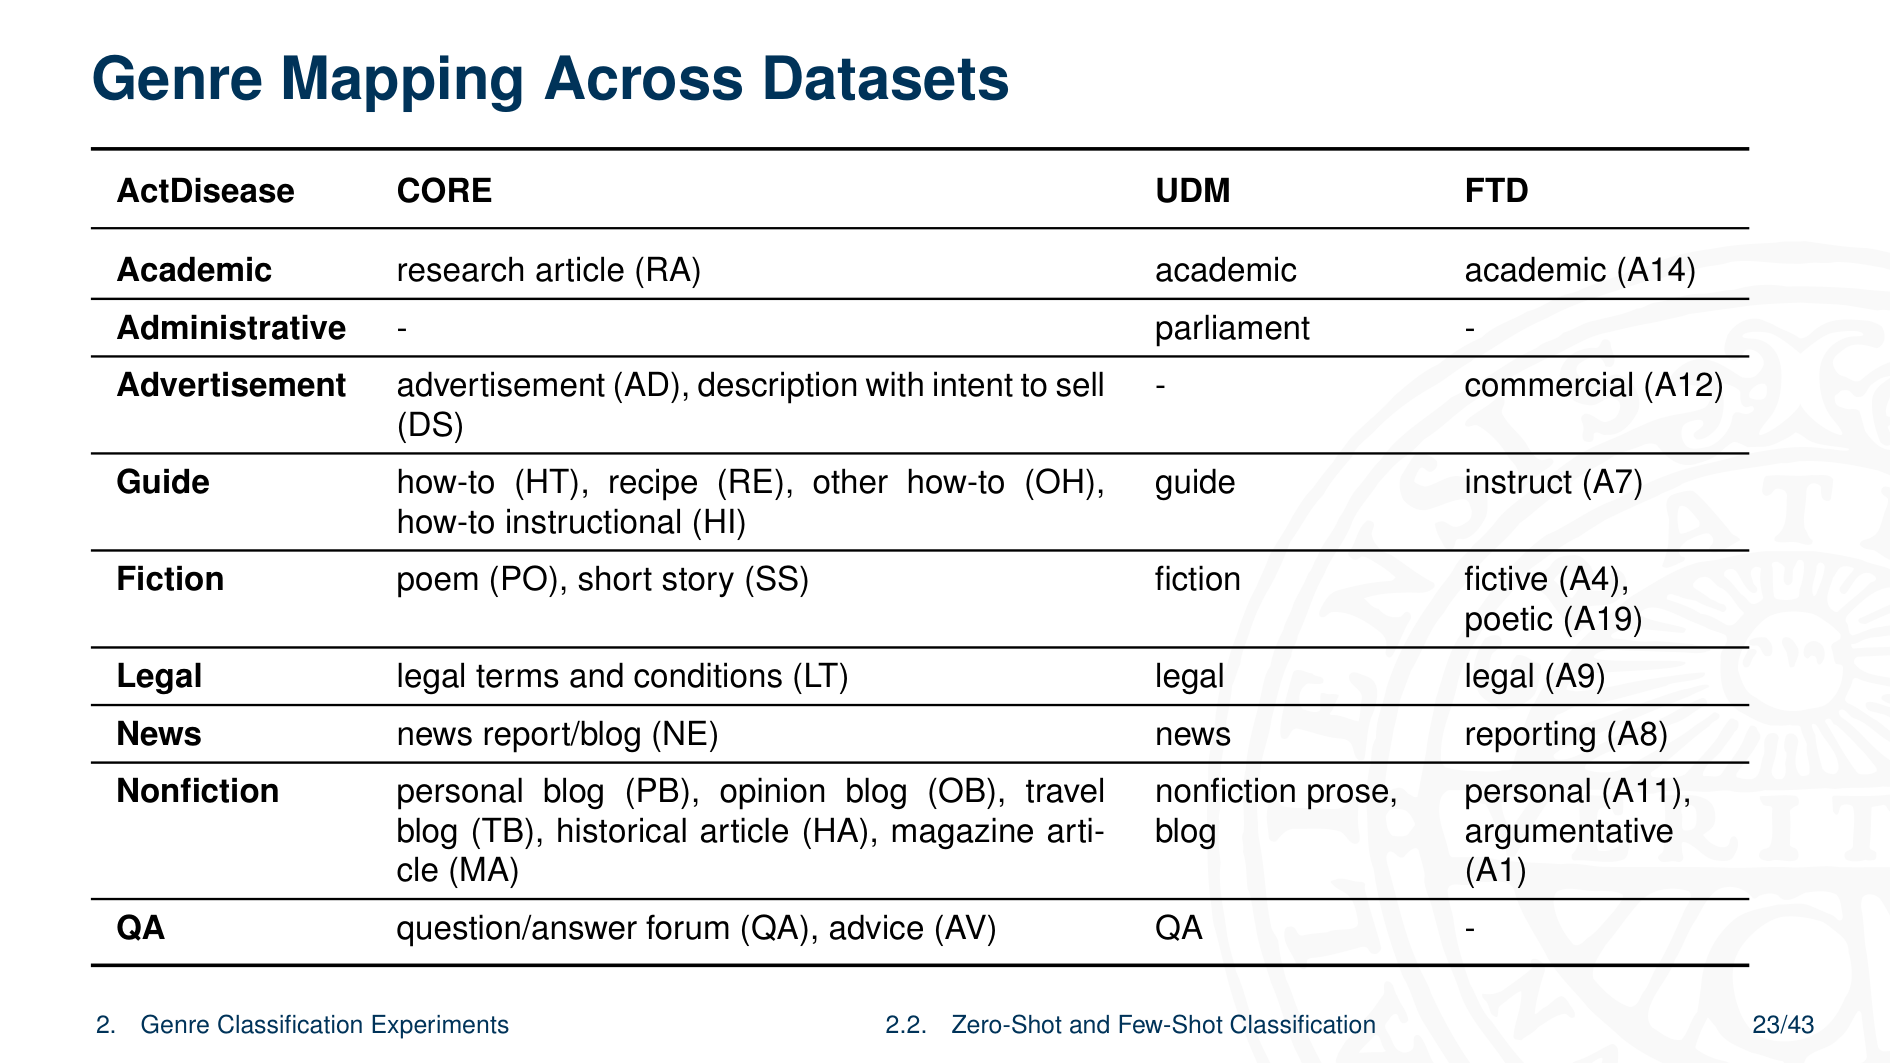 Genre Mapping Across Datasets
ActDisease CORE UDM FTD
Academic research article (RA) academic academic (A14)
Administrative - parliament -
Advertisement advertisement (AD), description with intent to sell - commercial (A12)
(DS)
Guide how-to (HT), recipe (RE), other how-to (OH), guide instruct (A7)
how-to instructional (HI)
Fiction poem (PO), short story (SS) fiction fictive (A4),
poetic (A19)
Legal legal terms and conditions (LT) legal legal (A9)
News news report/blog (NE) news reporting (A8)
Nonfiction personal blog (PB), opinion blog (OB), travel nonfiction prose, personal (A11),
blog (TB), historical article (HA), magazine arti- blog argumentative
cle (MA) (A1)
QA question/answer forum (QA), advice (AV) QA -
2. Genre Classification Experiments 2.2. Zero-Shot and Few-Shot Classification 23/43